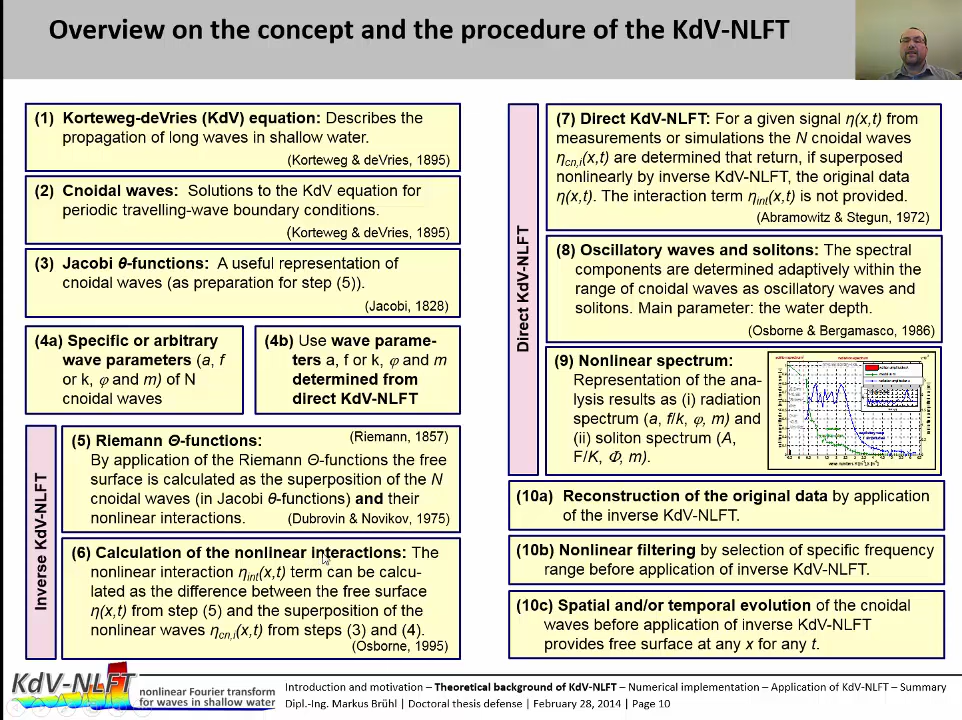 Overview on the concept and the procedure of the KdV-NLFT
(1) Korteweg-deVries (KdV) equation: Describes the
propagation of long waves in shallow water.
(Korteweg & deVries, 1895)
(2) Cnoidal waves: Solutions to the KdV equation for
periodic travelling-wave boundary conditions.
(Korteweg & deVries, 1895)
(3) Jacobi θ-functions: A useful representation of
cnoidal waves (as preparation for step (5)).
(Jacobi, 1828)
(4a) Specific or arbitrary
wave parameters (a, f
or k, φ and m) of N
cnoidal waves
(4b) Use wave parame-
ters a, f or k, φ and m
determined from
direct KdV-NLFT
Inverse KdV-NLFT
(5) Riemann Θ-functions: (Riemann, 1857)
By application of the Riemann Θ-functions the free
surface is calculated as the superposition of the N
cnoidal waves (in Jacobi θ-functions) and their
nonlinear interactions. (Dubrovin & Novikov, 1975)
(6) Calculation of the nonlinear interactions: The
nonlinear interaction ηint(x,t) term can be calcu-
lated as the difference between the free surface
η(x,t) from step (5) and the superposition of the
nonlinear waves ηcn,i(x,t) from steps (3) and (4).
(Osborne, 1995)
Direct KdV-NLFT
(7) Direct KdV-NLFT: For a given signal η(x,t) from
measurements or simulations the N cnoidal waves
ηcn,i(x,t) are determined that return, if superposed
nonlinearly by inverse KdV-NLFT, the original data
η(x,t). The interaction term ηint(x,t) is not provided.
(Abramowitz & Stegun, 1972)
(8) Oscillatory waves and solitons: The spectral
components are determined adaptively within the
range of cnoidal waves as oscillatory waves and
solitons. Main parameter: the water depth.
(Osborne & Bergamasco, 1986)
(9) Nonlinear spectrum:
Representation of the ana-
lysis results as (i) radiation
spectrum (a, f/k, φ, m) and
(ii) soliton spectrum (A,
F/K, Φ, m).
(10a) Reconstruction of the original data by application
of the inverse KdV-NLFT.
(10b) Nonlinear filtering by selection of specific frequency
range before application of inverse KdV-NLFT.
(10c) Spatial and/or temporal evolution of the cnoidal
waves before application of inverse KdV-NLFT
provides free surface at any x for any t.
KdV-NLFT
nonlinear Fourier transform
for waves in shallow water
Introduction and motivation – Theoretical background of KdV-NLFT – Numerical implementation – Application of KdV-NLFT – Summary
Dipl.-Ing. Markus Brühl | Doctoral thesis defense | February 28, 2014 | Page 10